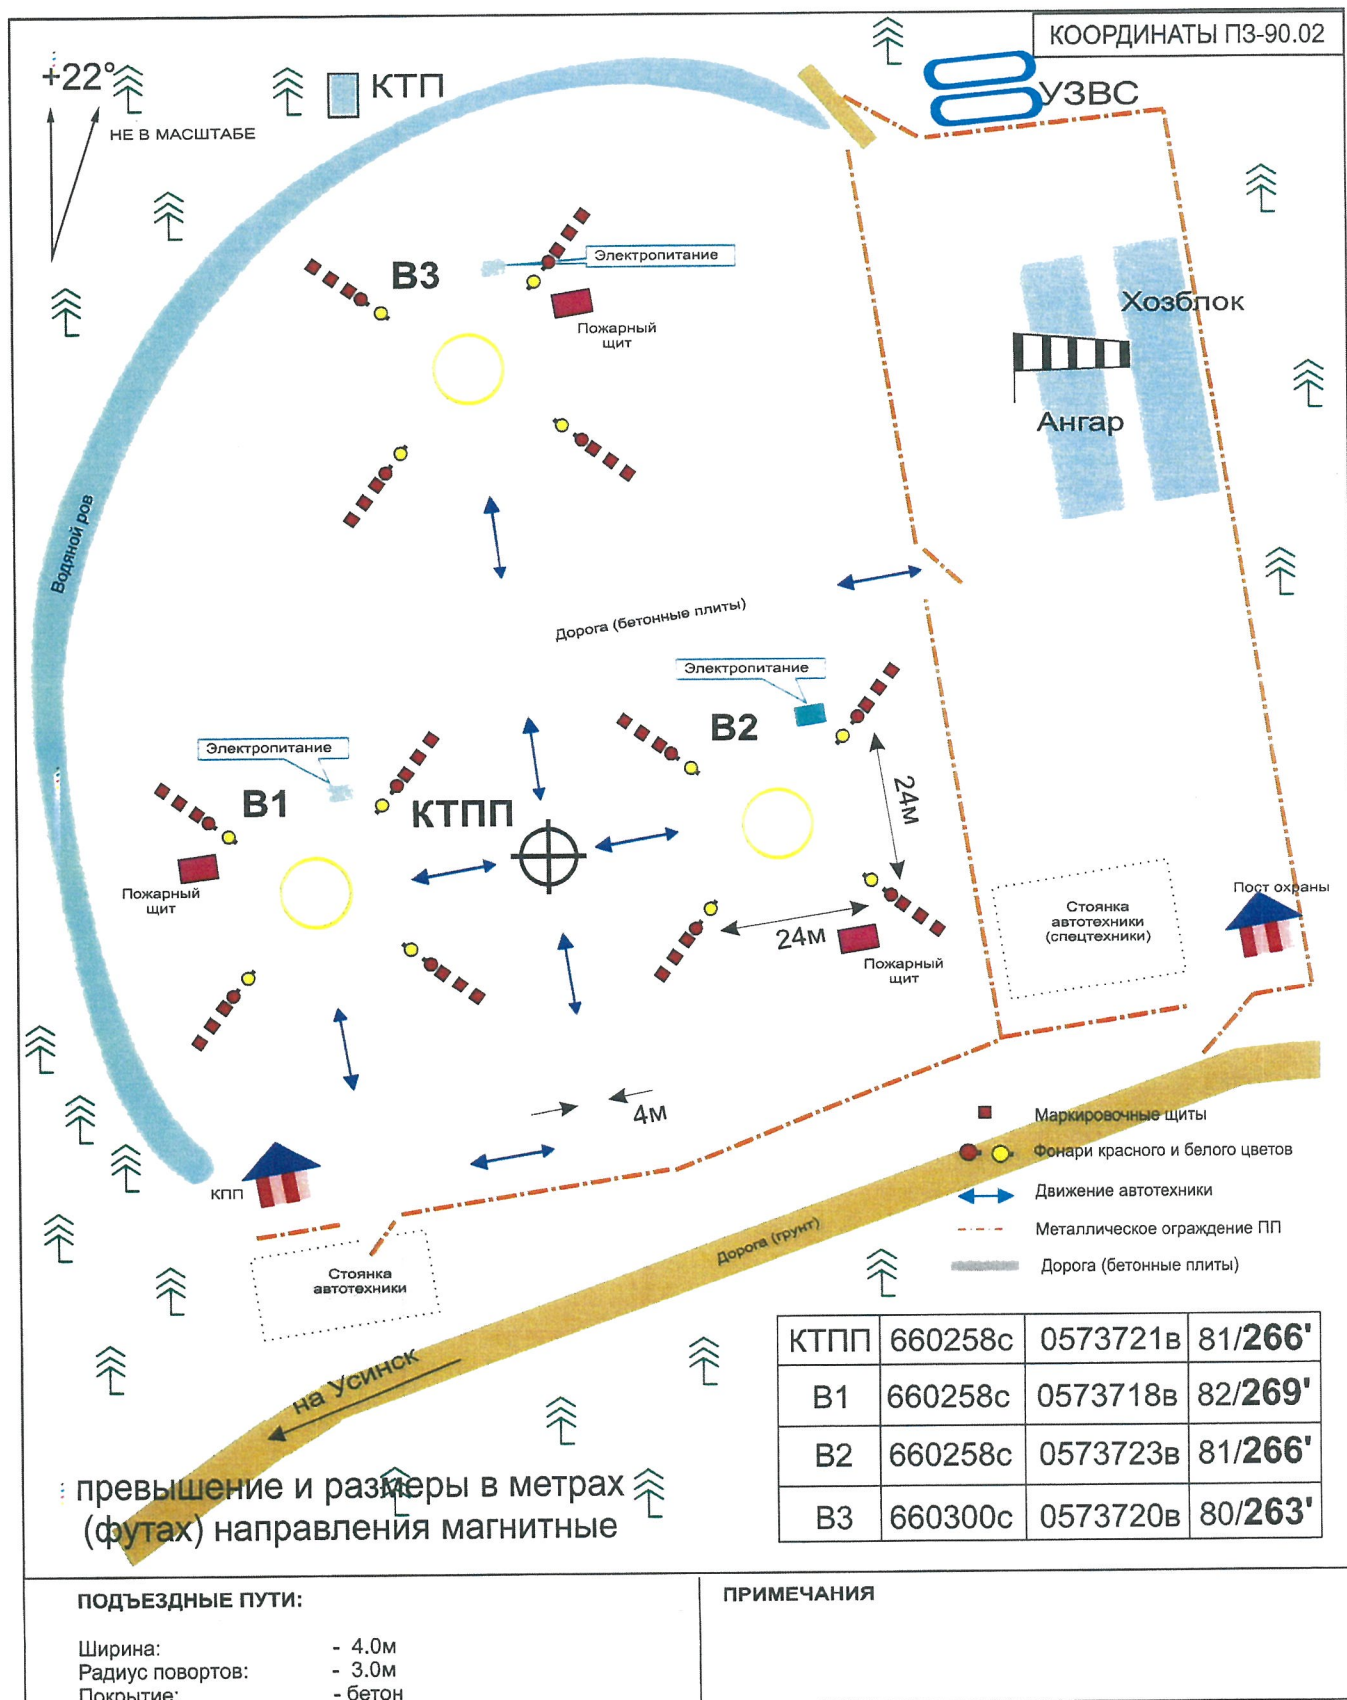 КООРДИНАТЫ ПЗ-90.02
+22°
КТП
НЕ В МАСШТАБЕ
УЗВС
В3
Электропитание
Пожарный
щит
Хозблок
Ангар
Водяной ров
Дорога (бетонные плиты)
Электропитание
В2
Электропитание
В1
КТПП
24м
Пожарный
щит
Пост охраны
Стоянка
автотехники
(спецтехники)
24м
Пожарный
щит
4м
Маркировочные щиты
Фонари красного и белого цветов
КПП
Движение автотехники
Дорога (грунт)
Металлическое ограждение ПП
Дорога (бетонные плиты)
Стоянка
автотехники
на Усинск
КТПП 660258с 0573721в 81/266'
В1 660258с 0573718в 82/269'
В2 660258с 0573723в 81/266'
В3 660300с 0573720в 80/263'
превышение и размеры в метрах
(футах) направления магнитные
ПОДЪЕЗДНЫЕ ПУТИ:
ПРИМЕЧАНИЯ
Ширина: - 4.0м
Радиус повортов: - 3.0м
Покрытие: - бетон